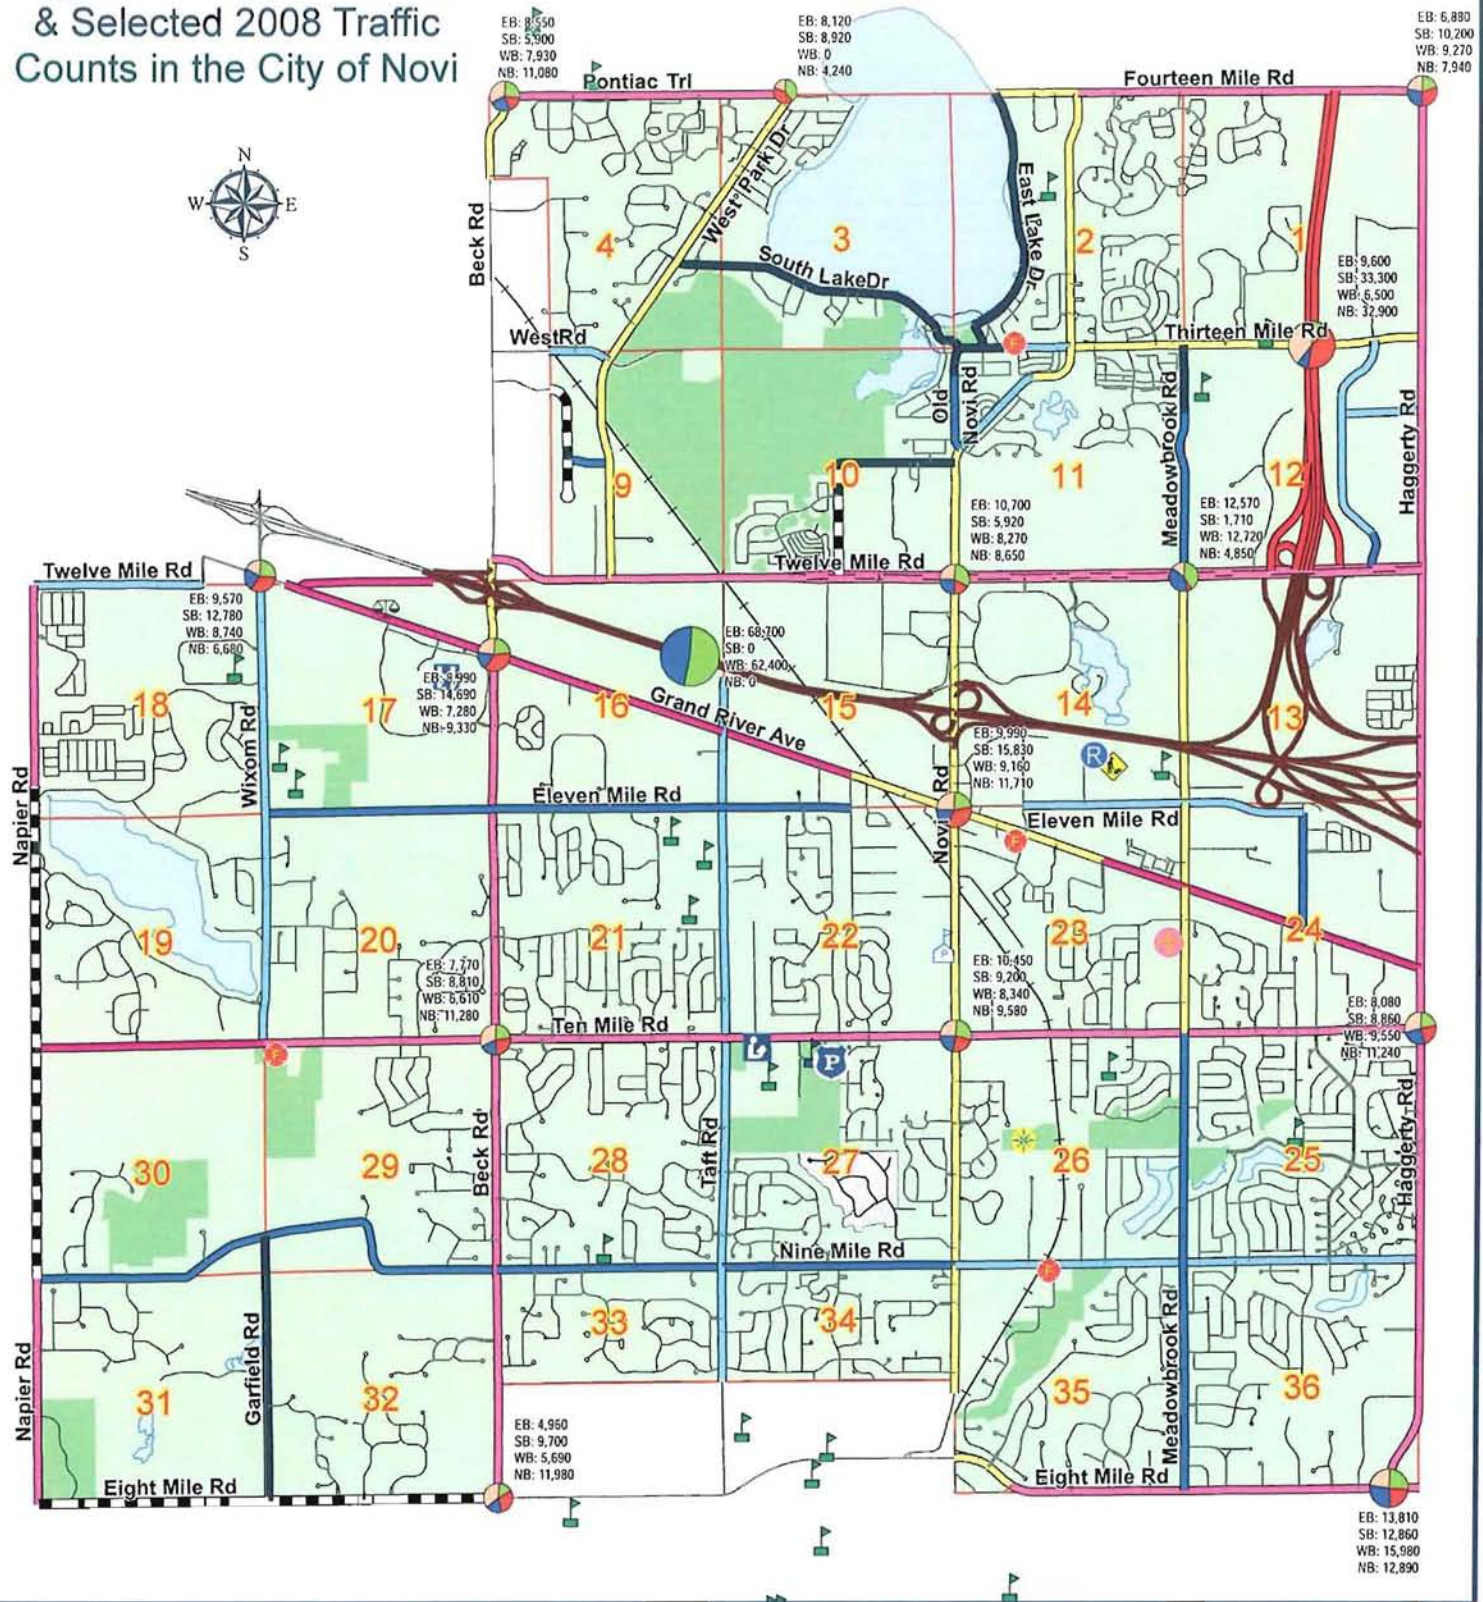 & Selected 2008 Traffic
Counts in the City of Novi
EB: 8,550
SB: 5,900
WB: 7,930
NB: 11,080
EB: 8,120
SB: 8,920
WB: 0
NB: 4,240
EB: 6,880
SB: 10,200
WB: 9,270
NB: 7,940
Pontiac Trl
Fourteen Mile Rd
N
W E
S
Beck Rd
West Park Dr
East Lake Dr
4
3
2
1
South LakeDr
EB: 9,600
SB: 33,300
WB: 6,500
NB: 32,900
WestRd
Thirteen Mile Rd
F
Old
Novi Rd
Meadowbrook Rd
Haggerty Rd
9
10
11
12
EB: 10,700
SB: 5,920
WB: 8,270
NB: 8,650
EB: 12,570
SB: 1,710
WB: 12,720
NB: 4,850
Twelve Mile Rd
Twelve Mile Rd
EB: 9,570
SB: 12,780
WB: 8,740
NB: 6,680
EB: 68,700
SB: 0
WB: 62,400
NB: 0
EB: 8,990
SB: 14,690
WB: 7,280
NB: 9,330
18
17
16
15
14
13
Grand River Ave
Wixom Rd
EB: 9,990
SB: 15,830
WB: 9,160
NB: 11,710
R
Napier Rd
Eleven Mile Rd
Novi Rd
Eleven Mile Rd
F
19
20
21
22
23
24
P
EB: 7,770
SB: 8,810
WB: 6,610
NB: 11,280
EB: 10,450
SB: 9,200
WB: 8,340
NB: 9,580
EB: 8,080
SB: 8,860
WB: 9,550
NB: 11,240
Ten Mile Rd
F
P
Beck Rd
Taft Rd
Haggerty Rd
30
29
28
27
26
25
Nine Mile Rd
F
Napier Rd
Garfield Rd
Meadowbrook Rd
33
34
31
32
35
36
EB: 4,960
SB: 9,700
WB: 5,690
NB: 11,980
Eight Mile Rd
Eight Mile Rd
EB: 13,810
SB: 12,860
WB: 15,980
NB: 12,890